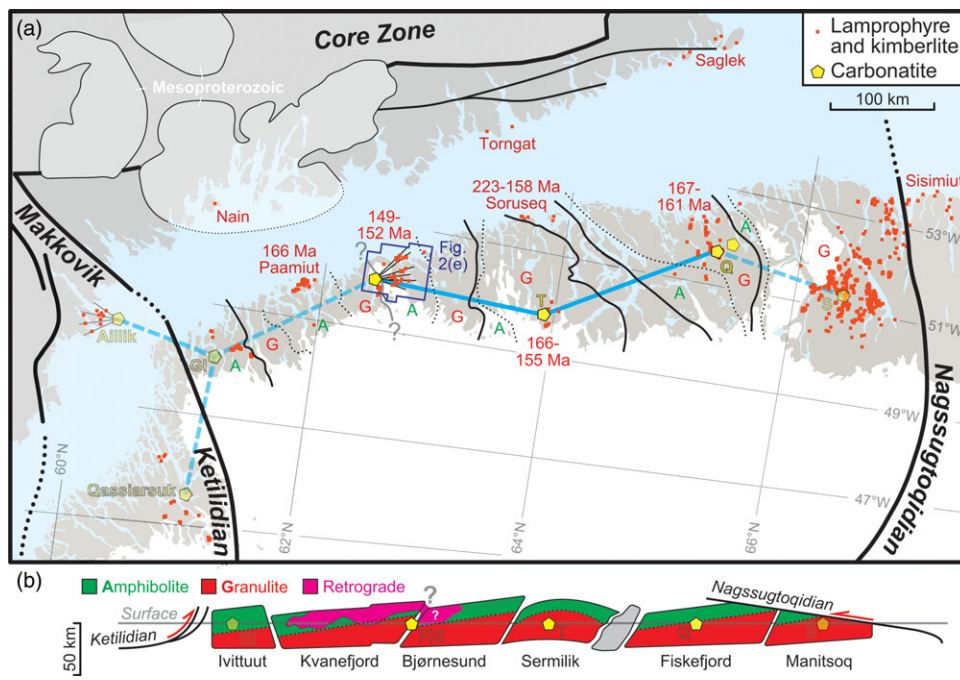 (a)
Core Zone
Lamprophyre
and kimberlite
Carbonatite
100 km
Saglek
Mesoproterozoic
Torngat
Nain
Makkovik
166 Ma
Paamiut
149-
152 Ma
?
Fig.
2(e)
223-158 Ma
Soruseq
167-
161 Ma
Sisimiut
53°N
51°W
49°W
47°W
A
G
A
G
A
G
A
G
G
A
G
A
?
T
166-
155 Ma
Q
S
Aillik
GI
Qassiarsuk
Ketilidian
Nagssugtoqidian
60°N
62°N
64°N
66°N
(b)
Amphibolite
Granulite
Retrograde
?
?
Nagssugtoqidian
Surface
Ketilidian
50 km
GI
PHI
T
Q
S
Ivittuut
Kvanefjord
Bjørnesund
Sermilik
Fiskefjord
Manitsoq